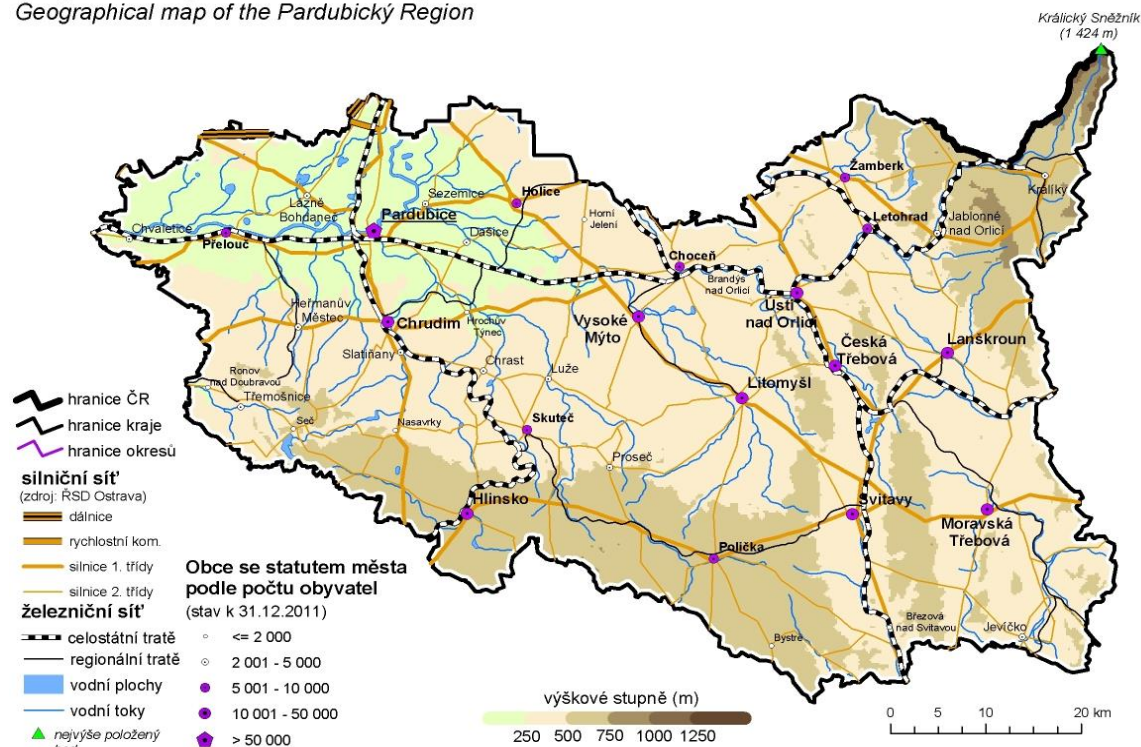 Geographical map of the Pardubický Region
Králický Sněžník
(1 424 m)
Žamberk
Králíky
Letohrad
Jablonné
nad Orlicí
Sezemice
Holice
Lázně
Bohdaneč
Pardubice
Horní
Jelení
Chvaletice
Přelouč
Dašice
Choceň
Brandýs
nad Orlicí
Ústí
nad Orlicí
Heřmanův
Městec
Chrudim
Hrochův
Týnec
Vysoké
Mýto
Česká
Třebová
Lanškroun
Slatiňany
Chrast
Luže
Ronov
nad Doubravou
Třemošnice
Litomyšl
Seč
Nasavrky
Skuteč
Proseč
Hlinsko
Svitavy
Moravská
Třebová
Polička
Březová
nad Svitavou
Jevíčko
Bystré
hranice ČR
hranice kraje
hranice okresů
silniční síť
(zdroj: ŘSD Ostrava)
dálnice
rychlostní kom.
silnice 1. třídy
silnice 2. třídy
železniční síť
celostátní tratě
regionální tratě
vodní plochy
vodní toky
nejvýše položený
Obce se statutem města
podle počtu obyvatel
(stav k 31.12.2011)
<= 2 000
2 001 - 5 000
5 001 - 10 000
10 001 - 50 000
> 50 000
výškové stupně (m)
250 500 750 1000 1250
0 5 10 20 km